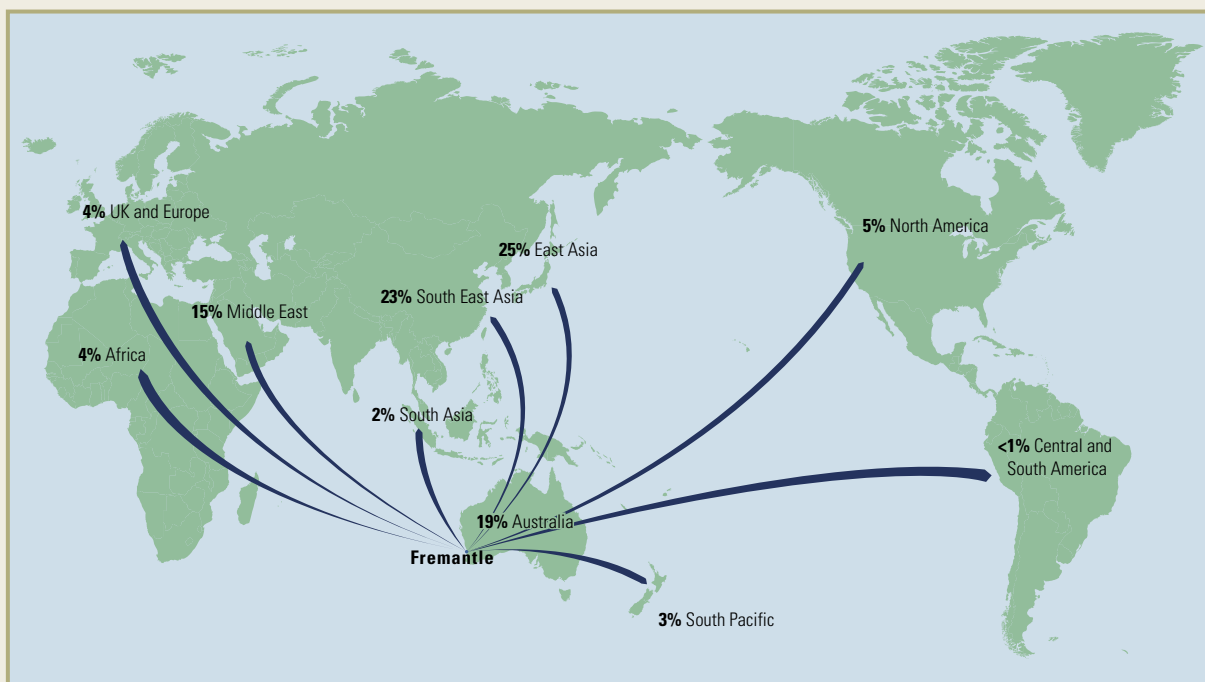 4% UK and Europe
5% North America
25% East Asia
23% South East Asia
15% Middle East
4% Africa
2% South Asia
<1% Central and
South America
19% Australia
Fremantle
3% South Pacific